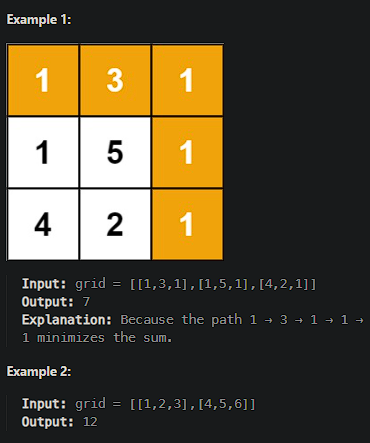 Example 1:
1 3 1
1 5 1
4 2 1
Input: grid = [[1,3,1],[1,5,1],[4,2,1]]
Output: 7
Explanation: Because the path 1 → 3 → 1 → 1 →
1 minimizes the sum.
Example 2:
Input: grid = [[1,2,3],[4,5,6]]
Output: 12